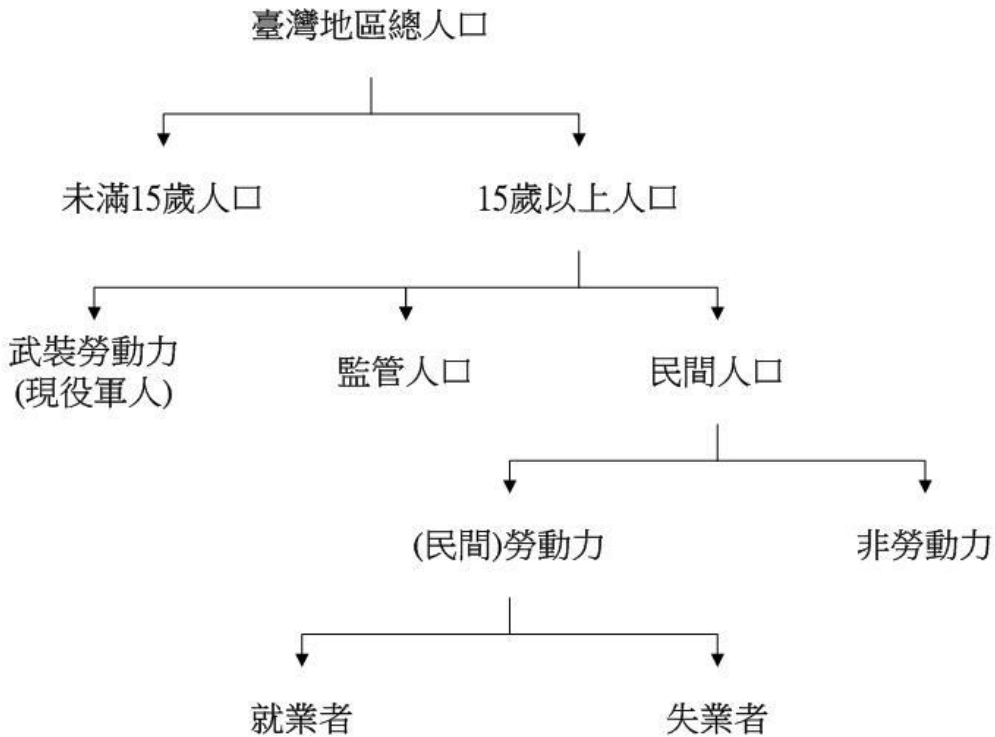 臺灣地區總人口
未滿15歲人口
15歲以上人口
武裝勞動力
(現役軍人)
監管人口
民間人口
(民間)勞動力
非勞動力
就業者
失業者